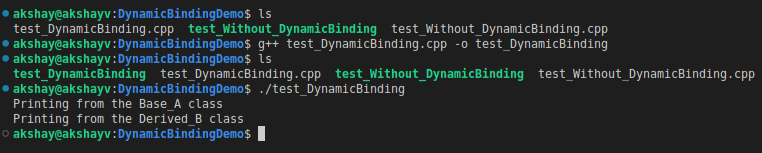 akshay@akshayv:DynamicBindingDemo$ ls
test_DynamicBinding.cpp  test_Without_DynamicBinding  test_Without_DynamicBinding.cpp
akshay@akshayv:DynamicBindingDemo$ g++ test_DynamicBinding.cpp -o test_DynamicBinding
akshay@akshayv:DynamicBindingDemo$ ls
test_DynamicBinding  test_DynamicBinding.cpp  test_Without_DynamicBinding  test_Without_DynamicBinding.cpp
akshay@akshayv:DynamicBindingDemo$ ./test_DynamicBinding
Printing from the Base_A class
Printing from the Derived_B class
akshay@akshayv:DynamicBindingDemo$